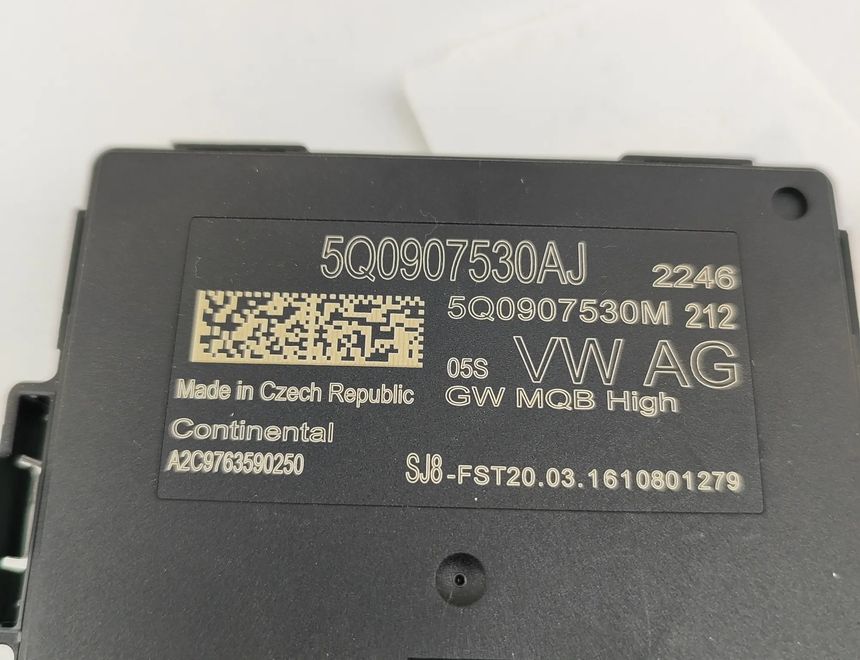 5Q0907530AJ 2246
5Q0907530M 212
05S VW AG
Made in Czech Republic GW MQB High
Continental
A2C9763590250 SJ8-FST20.03.1610801279